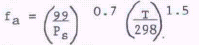 f_a = (99/P_s)^0.7 (T/298)^1.5